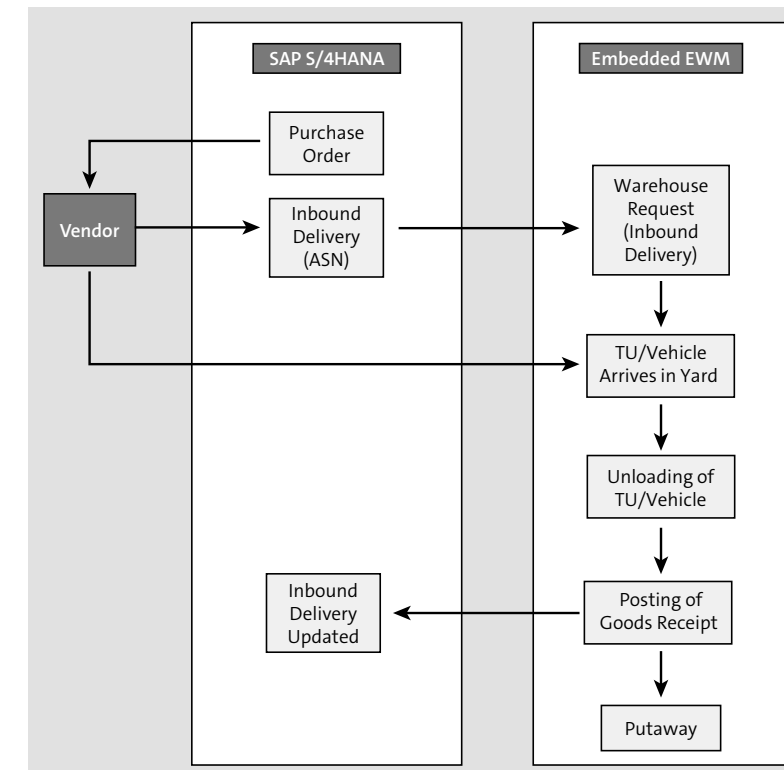 SAP S/4HANA
Embedded EWM
Purchase
Order
Vendor
Inbound
Delivery
(ASN)
Warehouse
Request
(Inbound
Delivery)
TU/Vehicle
Arrives in Yard
Unloading of
TU/Vehicle
Inbound
Delivery
Updated
Posting of
Goods Receipt
Putaway